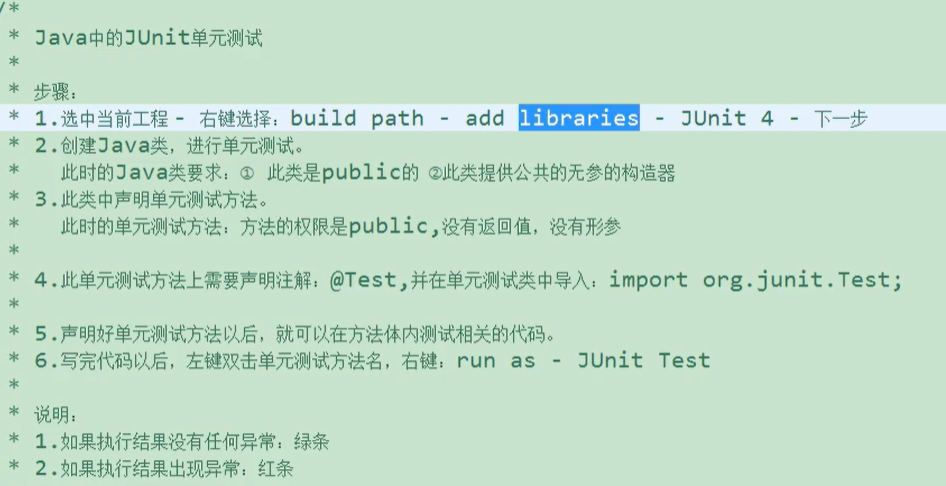 /*
* Java中的JUnit单元测试
*
* 步骤：
* 1.选中当前工程 - 右键选择：build path - add libraries - JUnit 4 - 下一步
* 2.创建Java类，进行单元测试。
*   此时的Java类要求：① 此类是public的 ②此类提供公共的无参的构造器
* 3.此类中声明单元测试方法。
*   此时的单元测试方法：方法的权限是public,没有返回值，没有形参
*
* 4.此单元测试方法上需要声明注解：@Test,并在单元测试类中导入：import org.junit.Test;
*
* 5.声明好单元测试方法以后，就可以在方法体内测试相关的代码。
* 6.写完代码以后，左键双击单元测试方法名，右键：run as - JUnit Test
*
* 说明：
* 1.如果执行结果没有任何异常：绿条
* 2.如果执行结果出现异常：红条